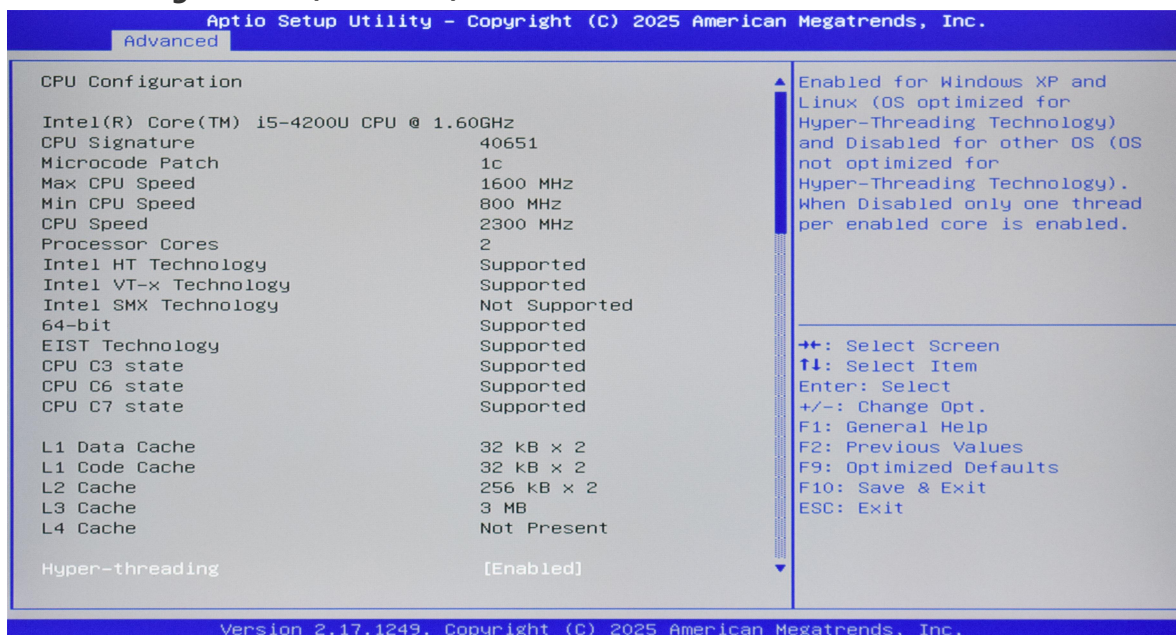 Aptio Setup Utility – Copyright (C) 2025 American Megatrends, Inc.
Advanced
CPU Configuration
Intel(R) Core(TM) i5-4200U CPU @ 1.60GHz
CPU Signature 40651
Microcode Patch 1c
Max CPU Speed 1600 MHz
Min CPU Speed 800 MHz
CPU Speed 2300 MHz
Processor Cores 2
Intel HT Technology Supported
Intel VT-x Technology Supported
Intel SMX Technology Not Supported
64-bit Supported
EIST Technology Supported
CPU C3 state Supported
CPU C6 state Supported
CPU C7 state Supported
L1 Data Cache 32 kB x 2
L1 Code Cache 32 kB x 2
L2 Cache 256 kB x 2
L3 Cache 3 MB
L4 Cache Not Present
Hyper-threading [Enabled]
Enabled for Windows XP and
Linux (OS optimized for
Hyper-Threading Technology)
and Disabled for other OS (OS
not optimized for
Hyper-Threading Technology).
When Disabled only one thread
per enabled core is enabled.
→←: Select Screen
↑↓: Select Item
Enter: Select
+/-: Change Opt.
F1: General Help
F2: Previous Values
F9: Optimized Defaults
F10: Save & Exit
ESC: Exit
Version 2.17.1249. Copyright (C) 2025 American Megatrends, Inc.